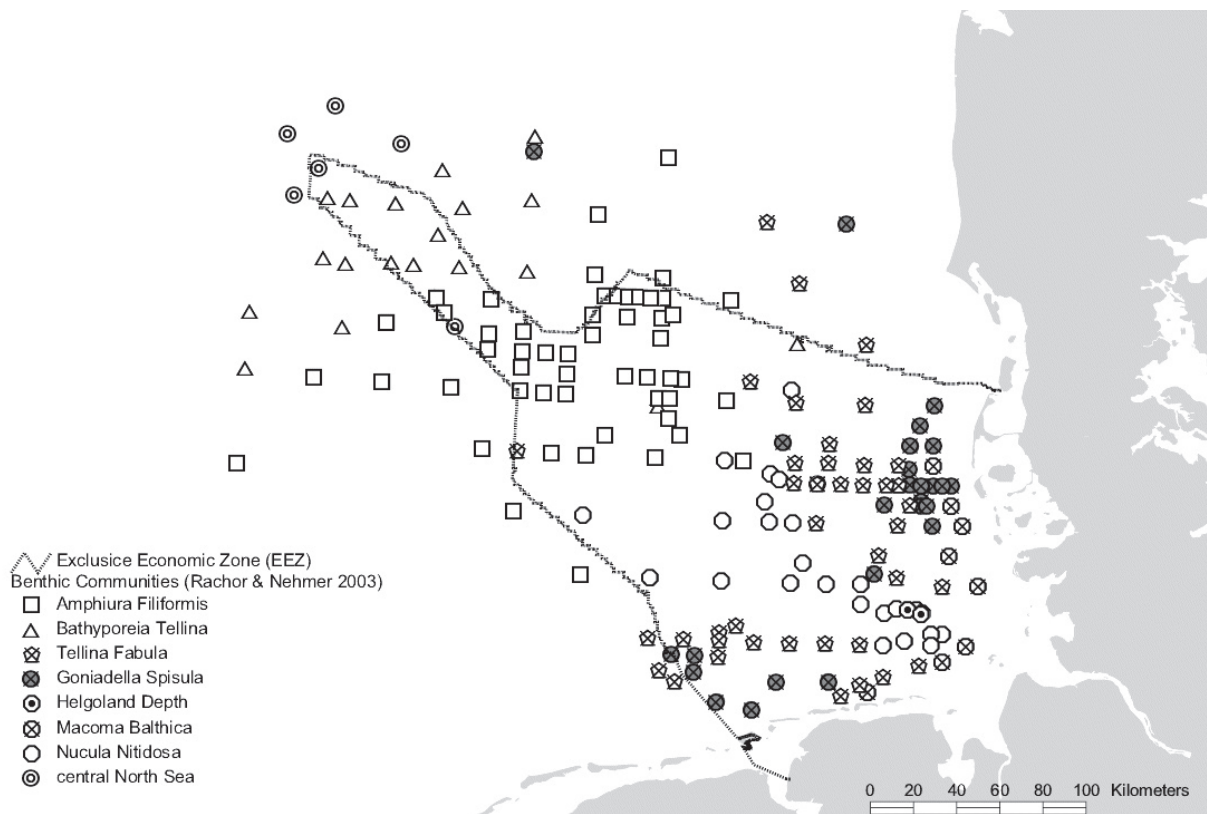 Exclusice Economic Zone (EEZ)
Benthic Communities (Rachor & Nehmer 2003)
Amphiura Filiformis
Bathyporeia Tellina
Tellina Fabula
Goniadella Spisula
Helgoland Depth
Macoma Balthica
Nucula Nitidosa
central North Sea
0 20 40 60 80 100 Kilometers